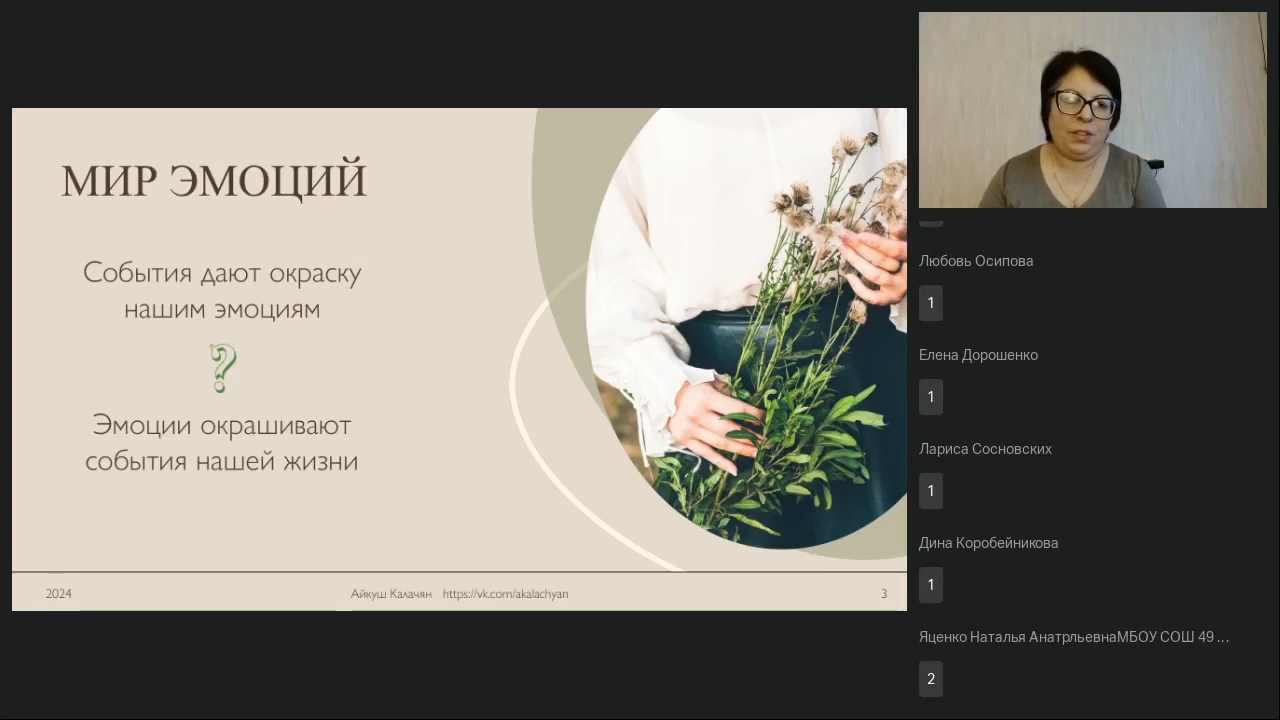 МИР ЭМОЦИЙ
События дают окраску
нашим эмоциям
?
Эмоции окрашивают
события нашей жизни
2024
Айкуш Калачян https://vk.com/akalachyan
3
Любовь Осипова
1
Елена Дорошенко
1
Лариса Сосновских
1
Дина Коробейникова
1
Яценко Наталья АнатрльевнаМБОУ СОШ 49 ...
2